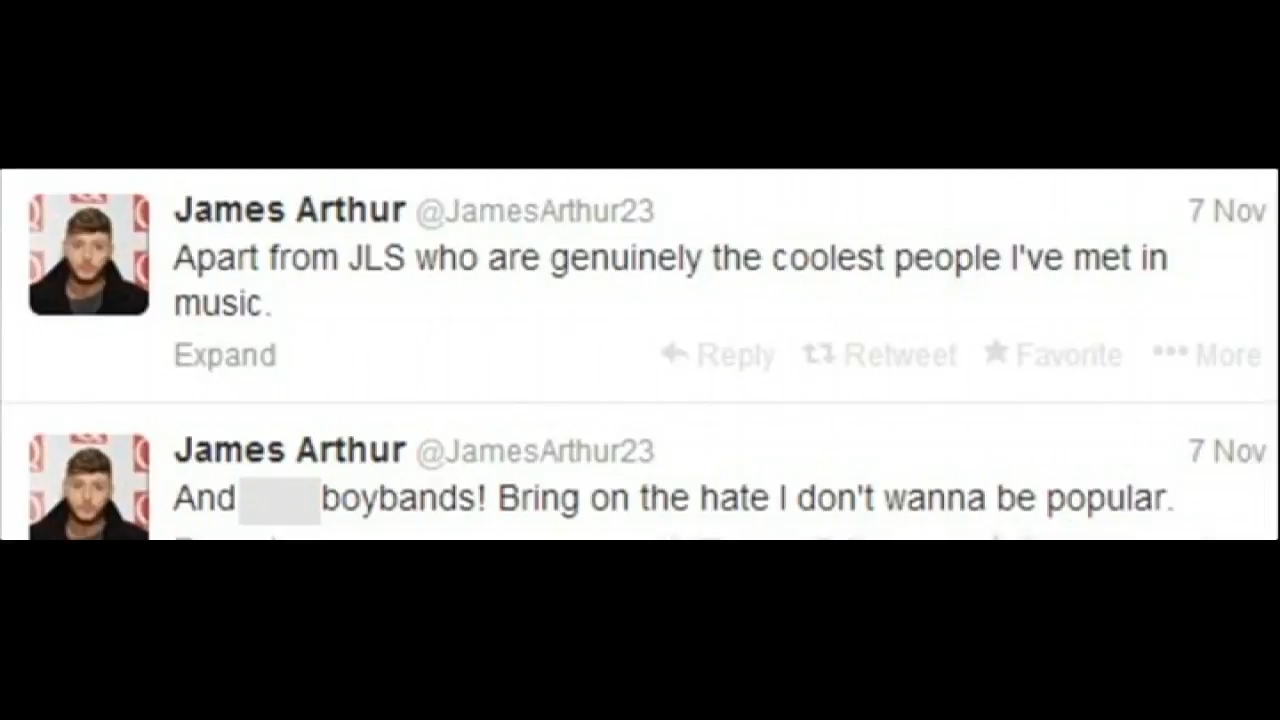 James Arthur @JamesArthur23 7 Nov
Apart from JLS who are genuinely the coolest people I've met in
music.
Expand Reply Retweet Favorite More
James Arthur @JamesArthur23 7 Nov
And boybands! Bring on the hate I don't wanna be popular.